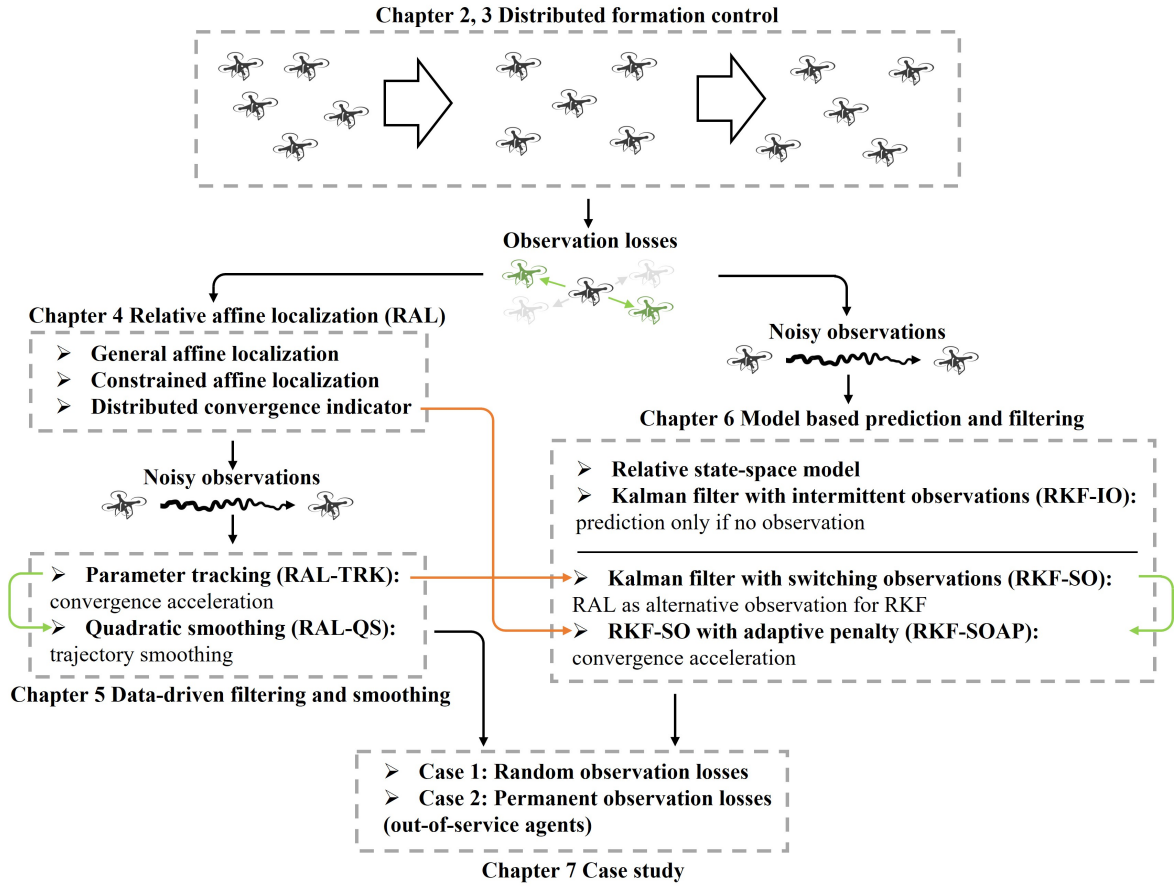 Chapter 2, 3 Distributed formation control
Observation losses
Chapter 4 Relative affine localization (RAL)
➢ General affine localization
➢ Constrained affine localization
➢ Distributed convergence indicator
Noisy observations
➢ Parameter tracking (RAL-TRK):
convergence acceleration
➢ Quadratic smoothing (RAL-QS):
trajectory smoothing
Chapter 5 Data-driven filtering and smoothing
Noisy observations
Chapter 6 Model based prediction and filtering
➢ Relative state-space model
➢ Kalman filter with intermittent observations (RKF-IO):
prediction only if no observation
➢ Kalman filter with switching observations (RKF-SO):
RAL as alternative observation for RKF
➢ RKF-SO with adaptive penalty (RKF-SOAP):
convergence acceleration
➢ Case 1: Random observation losses
➢ Case 2: Permanent observation losses
(out-of-service agents)
Chapter 7 Case study